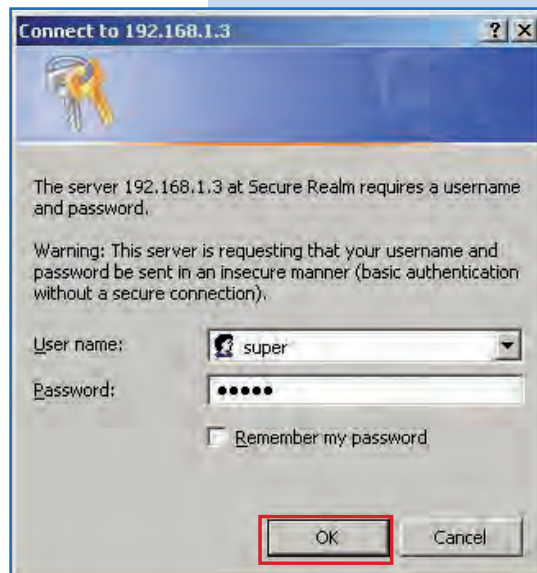 Connect to 192.168.1.3
The server 192.168.1.3 at Secure Realm requires a username
and password.
Warning: This server is requesting that your username and
password be sent in an insecure manner (basic authentication
without a secure connection).
User name:
super
Password:
•••••
Remember my password
OK
Cancel